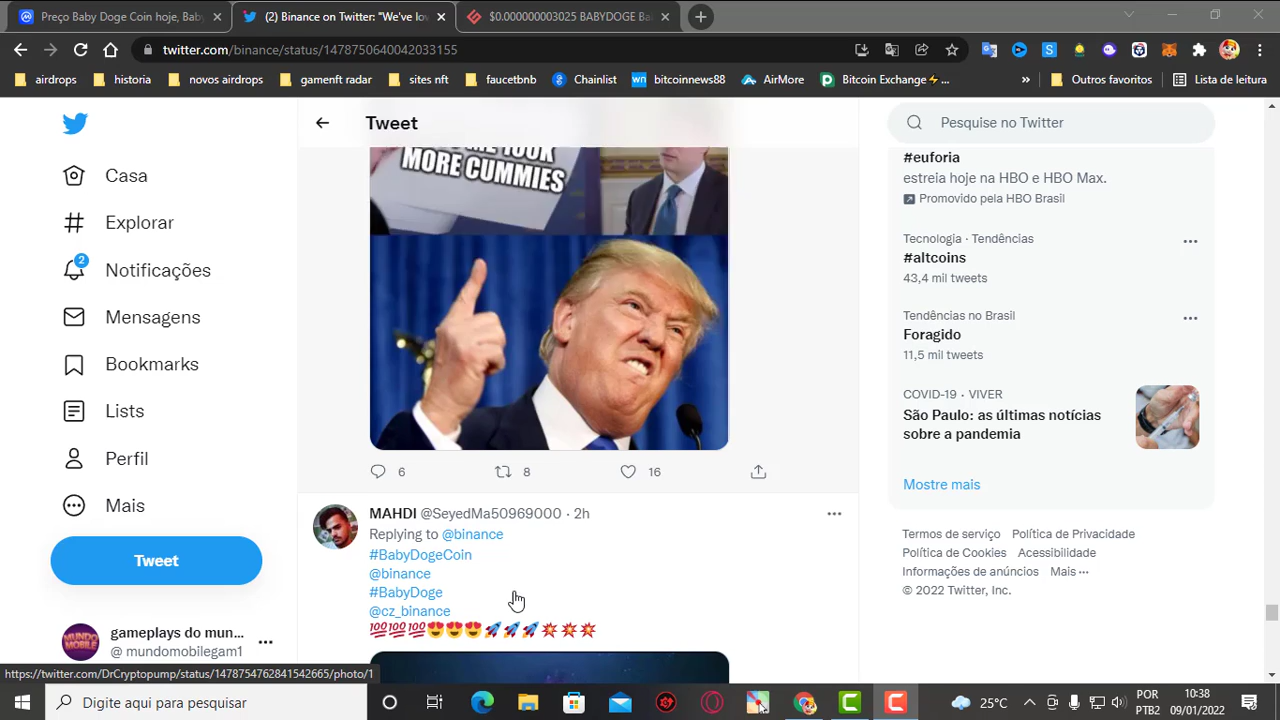 Preço Baby Doge Coin hoje, Baby
(2) Binance on Twitter: "We've lo
$0.000000003025 BABYDOGE Ba
twitter.com/binance/status/1478750640042033155
airdrops
historia
novos airdrops
gamenft radar
sites nft
faucetbnb
Chainlist
wn bitcoinnews88
AirMore
Bitcoin Exchange⚡...
»
Outros favoritos
Lista de leitura
Casa
Explorar
2
Notificações
Mensagens
Bookmarks
Lists
Perfil
Mais
Tweet
MUNDO
MOBILE
gameplays do mun...
@mundomobilegam1
Tweet
MORE CUMMIES
6
8
16
MAHDI @SeyedMa50969000 · 2h
Replying to @binance
#BabyDogeCoin
@binance
#BabyDoge
@cz_binance
💯💯💯😍😍😍🚀🚀🚀💥💥💥
Pesquise no Twitter
#euforia
estreia hoje na HBO e HBO Max.
Promovido pela HBO Brasil
Tecnologia · Tendências
#altcoins
43,4 mil tweets
Tendências no Brasil
Foragido
11,5 mil tweets
COVID-19 · VIVER
São Paulo: as últimas notícias
sobre a pandemia
Mostre mais
Termos de serviço Política de Privacidade
Política de Cookies Acessibilidade
Informações de anúncios Mais ···
© 2022 Twitter, Inc.
https://twitter.com/DrCryptopump/status/1478754762841542665/photo/1
Digite aqui para pesquisar
25°C
POR
PTB2
10:38
09/01/2022